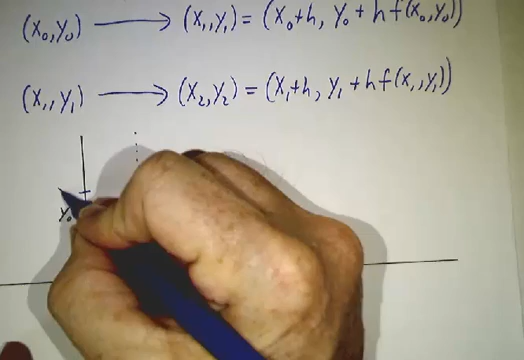 (x₀,y₀) ⟶ (x₁,y₁) = (x₀+h, y₀+hf(x₀,y₀))
(x₁,y₁) ⟶ (x₂,y₂) = (x₁+h, y₁+hf(x₁,y₁))
y₀